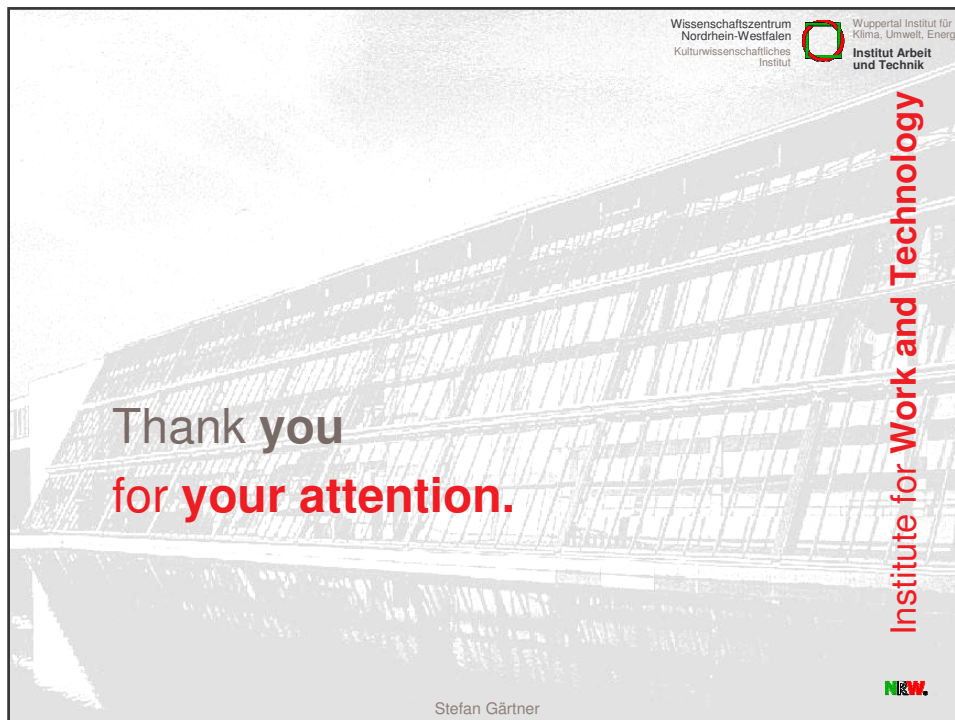 Wissenschaftszentrum
Nordrhein-Westfalen
Kulturwissenschaftliches
Institut
Wuppertal Institut für
Klima, Umwelt, Energ
Institut Arbeit
und Technik
Institute for Work and Technology
Thank you
for your attention.
NRW.
Stefan Gärtner